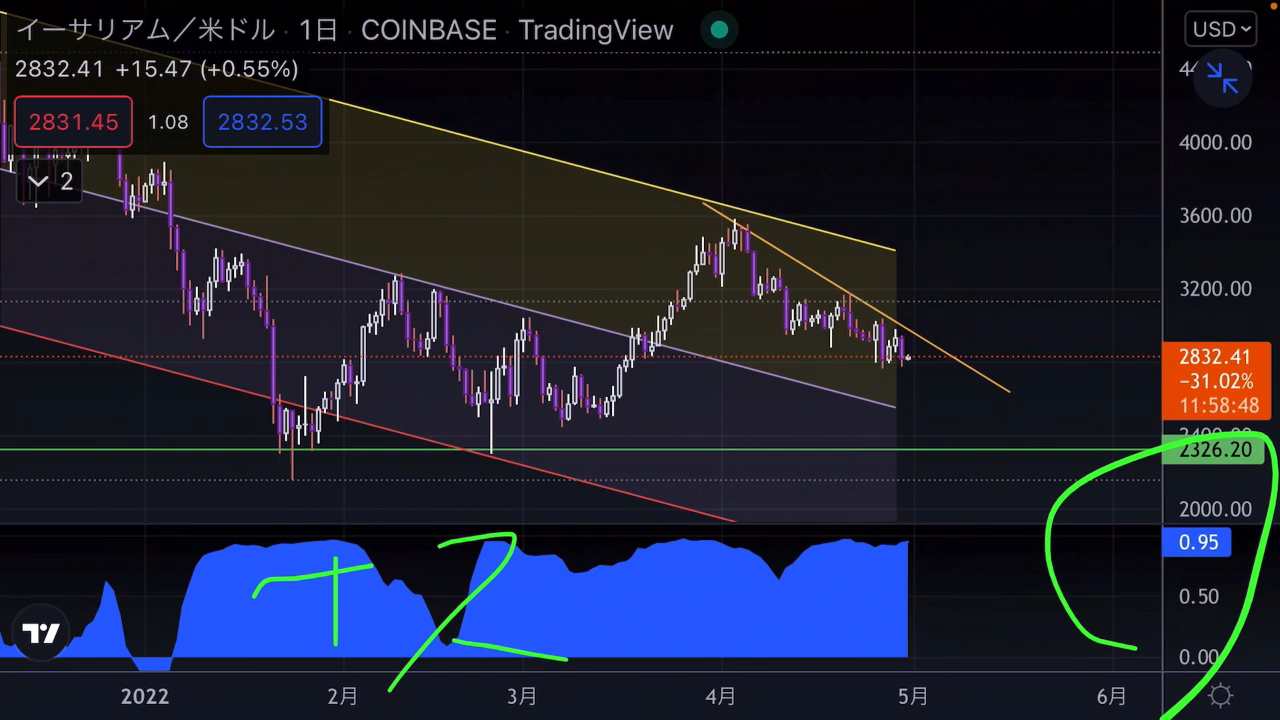 イーサリアム／米ドル · 1日 · COINBASE · TradingView
USD
2832.41 +15.47 (+0.55%)
2831.45 1.08 2832.53
2
4000.00
3600.00
3200.00
2832.41
−31.02%
11:58:48
2400.00
2326.20
2000.00
0.95
0.50
0.00
2022 2月 3月 4月 5月 6月